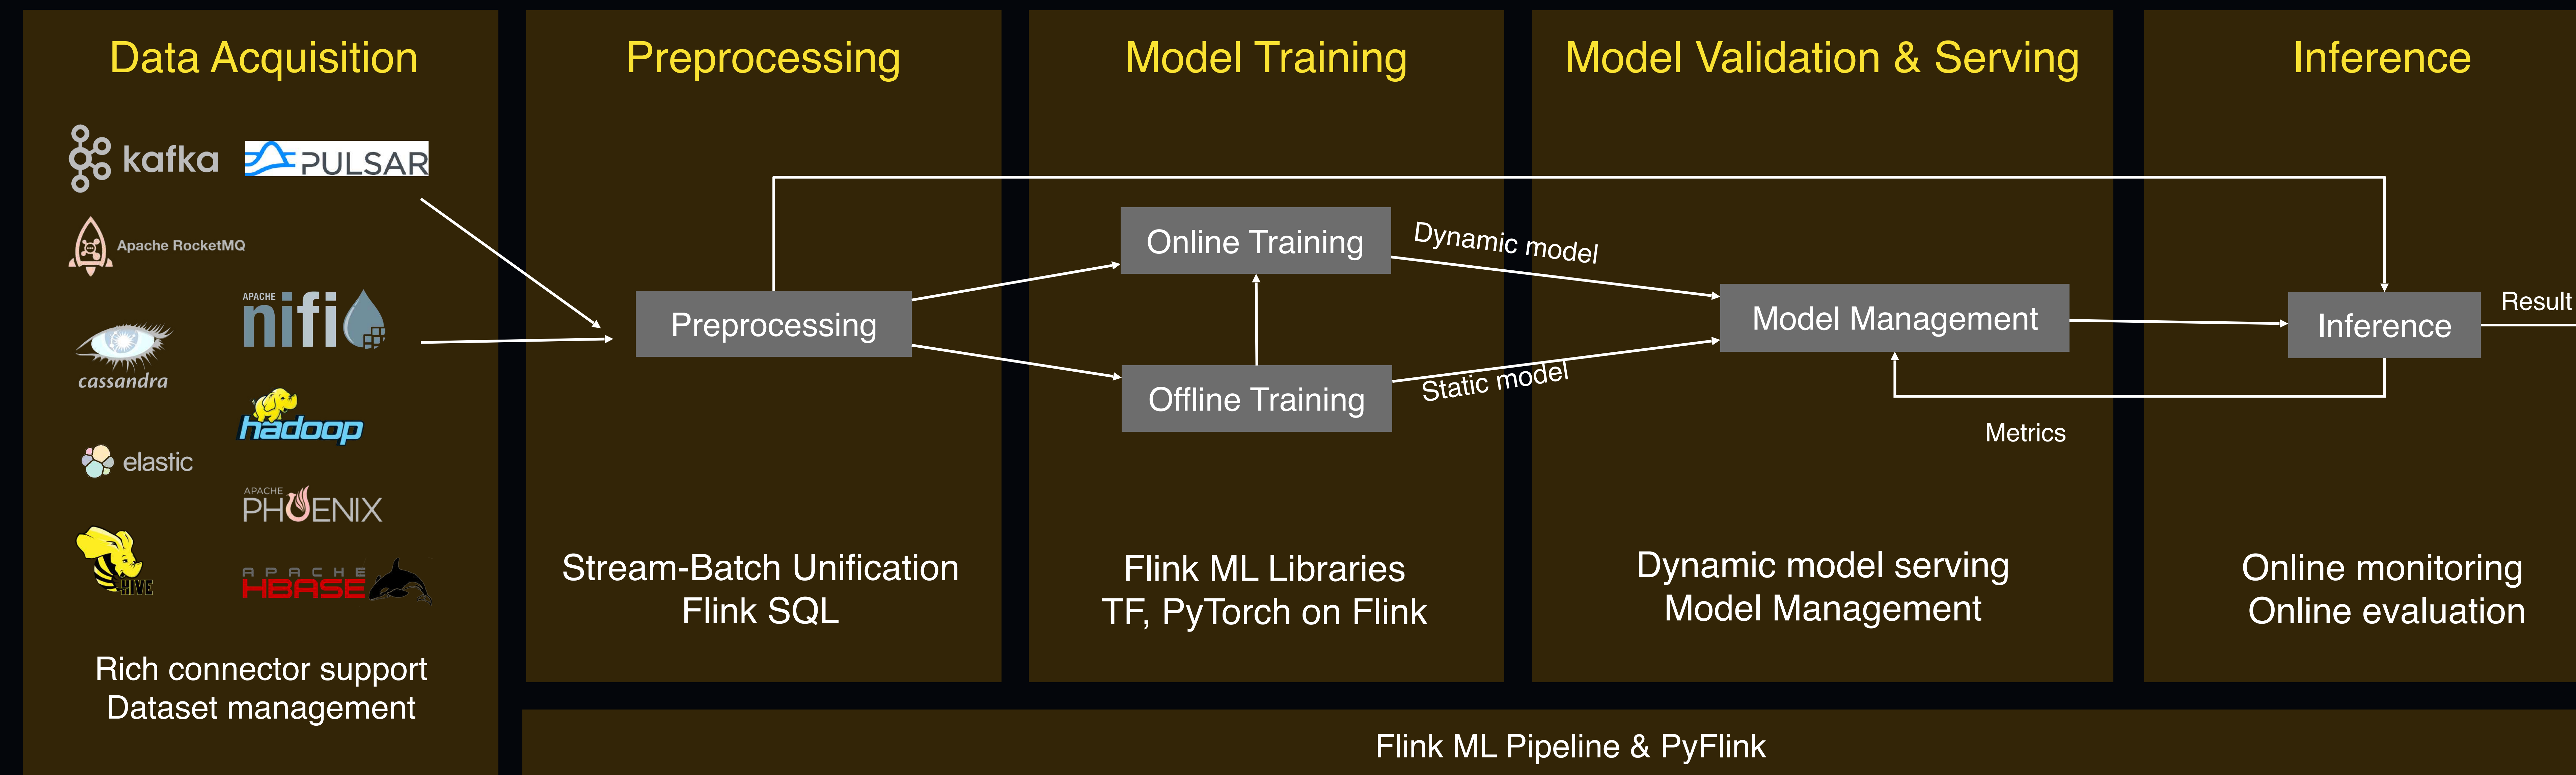 Data Acquisition
kafka
PULSAR
Apache RocketMQ
APACHE
nifi
cassandra
hadoop
elastic
APACHE
PHOENIX
HIVE
APACHE
HBASE
Rich connector support
Dataset management
Preprocessing
Preprocessing
Stream-Batch Unification
Flink SQL
Model Training
Online Training
Offline Training
Dynamic model
Static model
Flink ML Libraries
TF, PyTorch on Flink
Model Validation & Serving
Model Management
Metrics
Dynamic model serving
Model Management
Inference
Inference
Result
Online monitoring
Online evaluation
Flink ML Pipeline & PyFlink